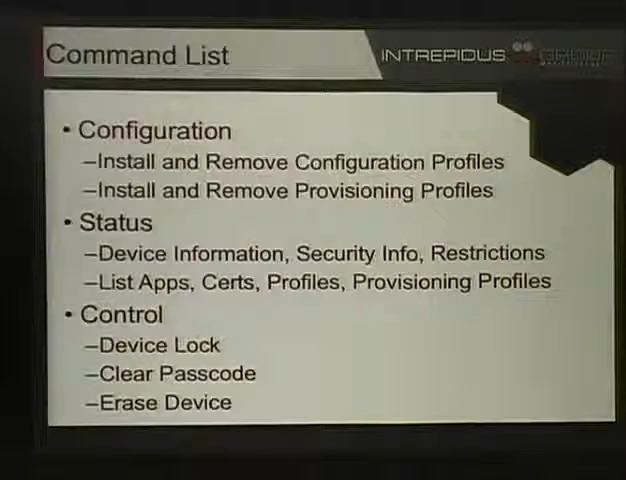 Command List
INTREPIDUS GROUP
• Configuration
–Install and Remove Configuration Profiles
–Install and Remove Provisioning Profiles
• Status
–Device Information, Security Info, Restrictions
–List Apps, Certs, Profiles, Provisioning Profiles
• Control
–Device Lock
–Clear Passcode
–Erase Device